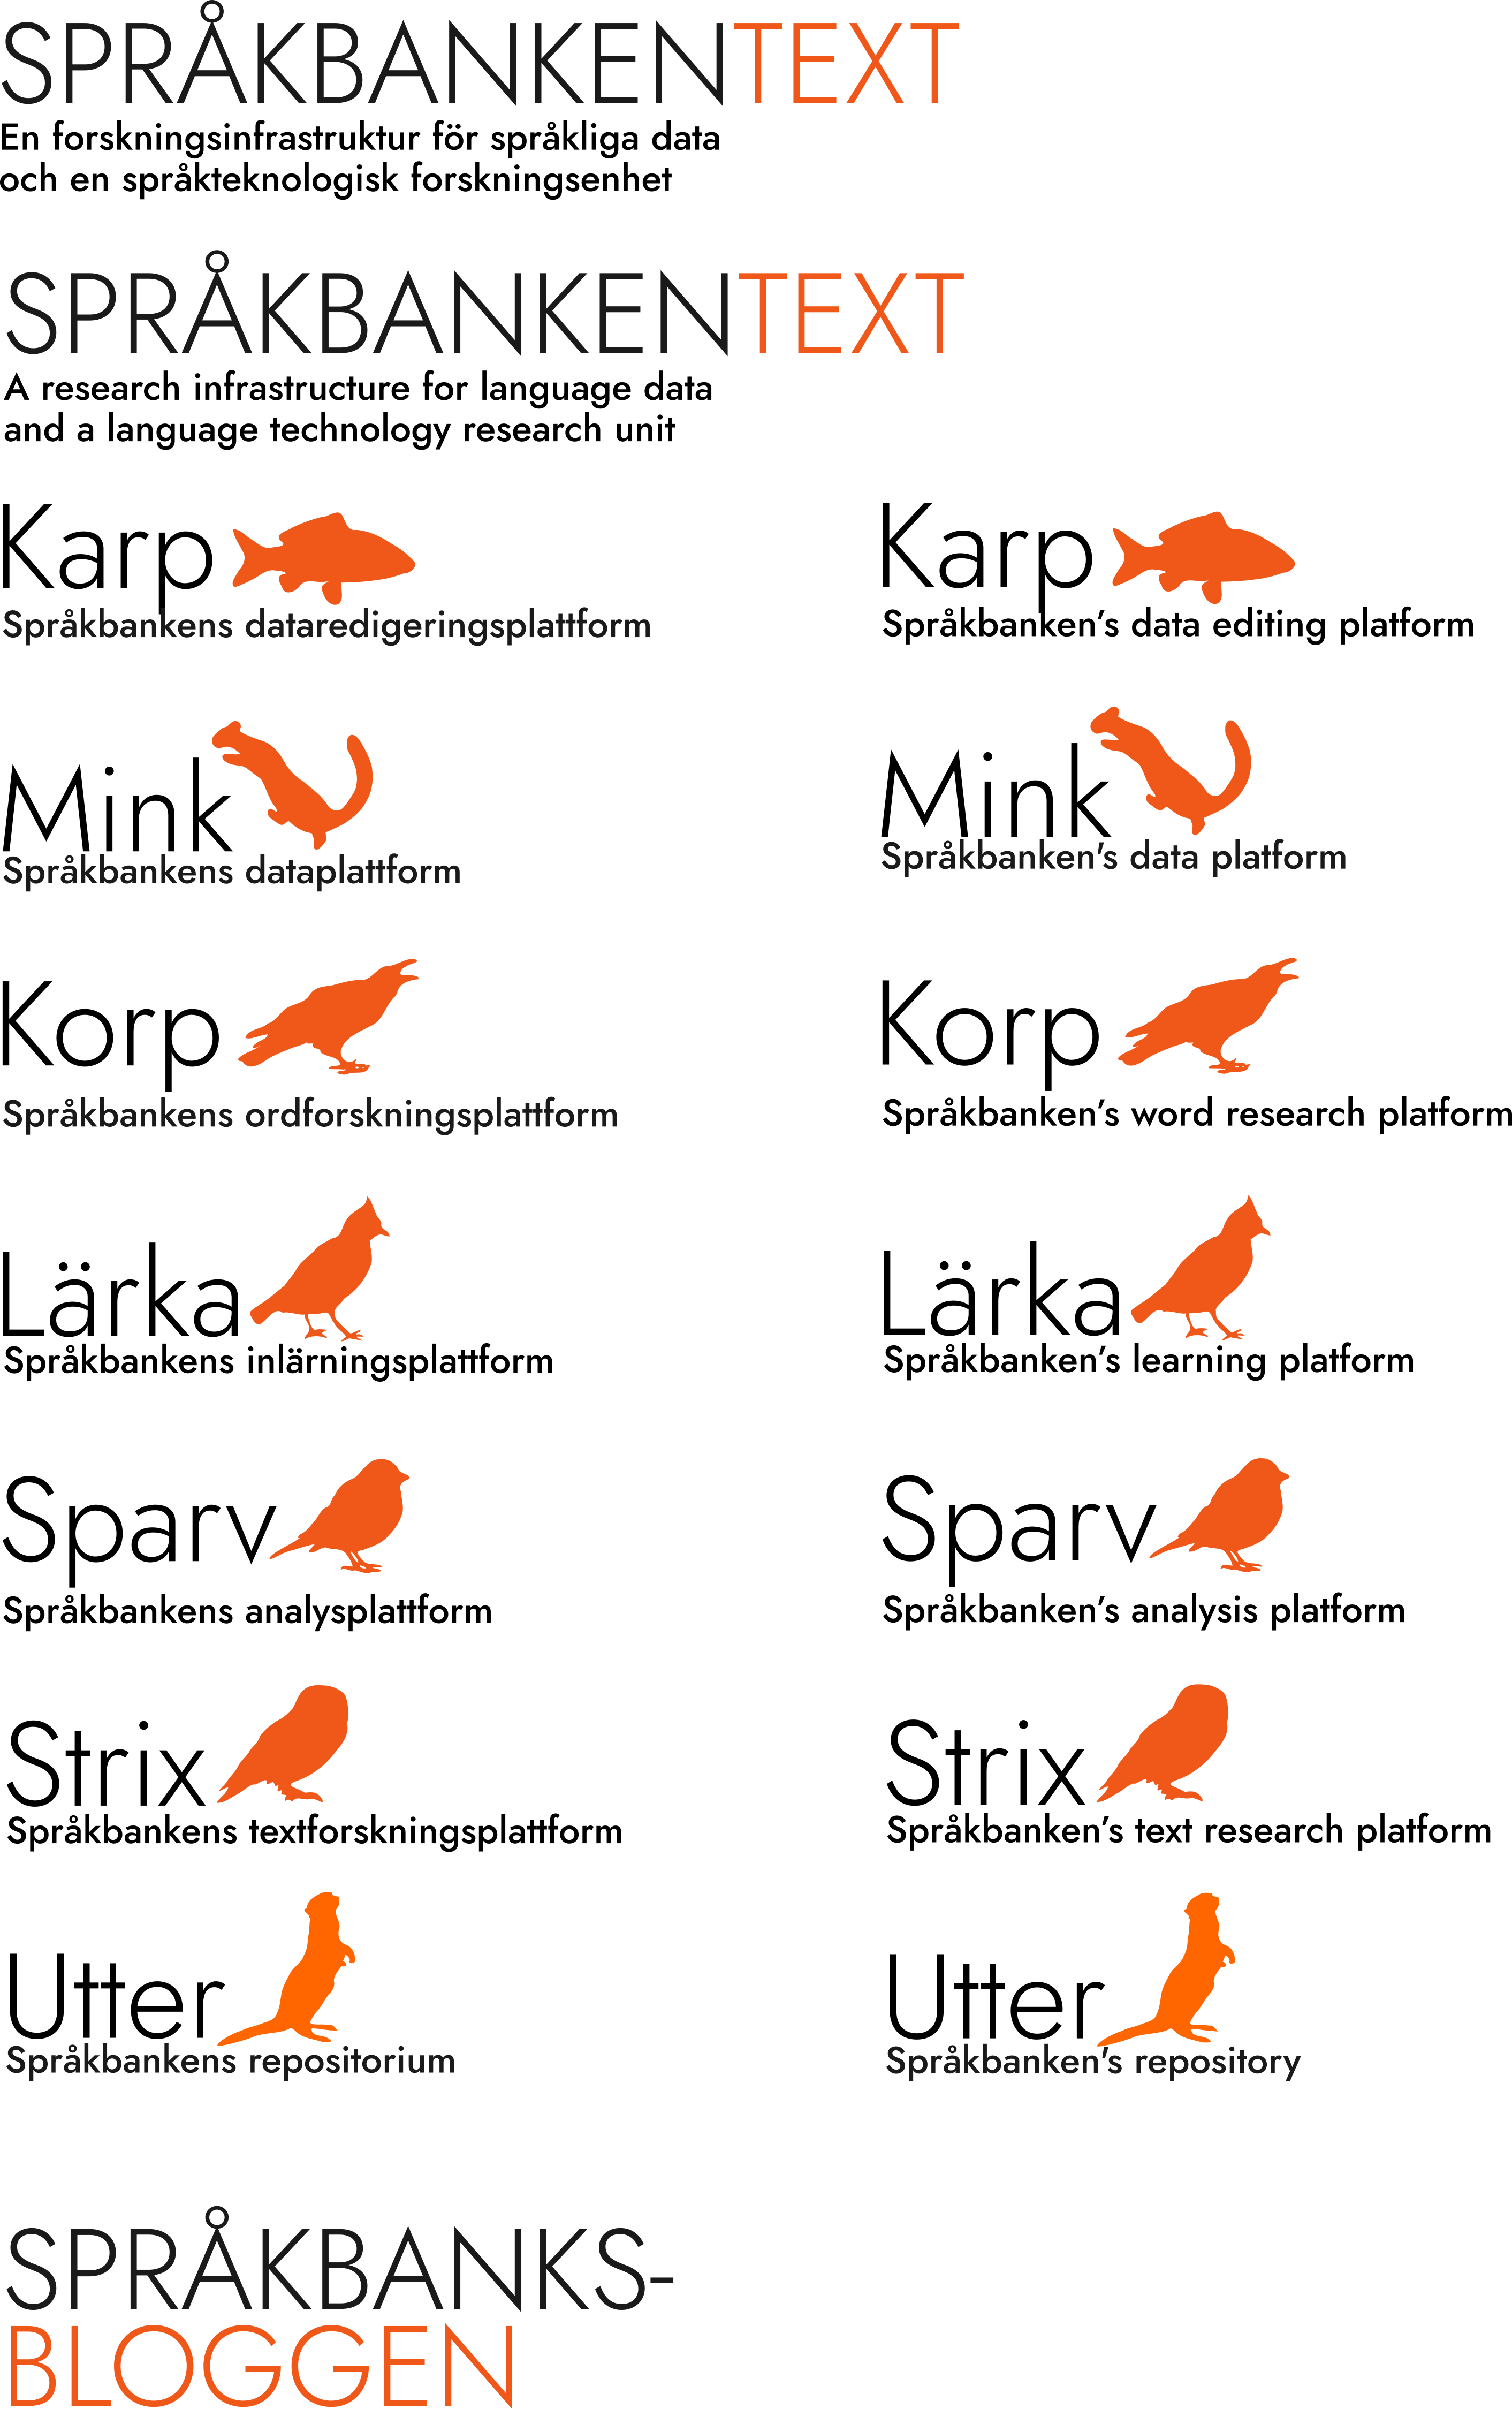 SPRÅKBANKENTEXT
En forskningsinfrastruktur för språkliga data
och en språkteknologisk forskningsenhet
SPRÅKBANKENTEXT
A research infrastructure for language data
and a language technology research unit
Karp
Språkbankens dataredigeringsplattform
Karp
Språkbanken’s data editing platform
Mink
Språkbankens dataplattform
Mink
Språkbanken’s data platform
Korp
Språkbankens ordforskningsplattform
Korp
Språkbanken’s word research platform
Lärka
Språkbankens inlärningsplattform
Lärka
Språkbanken’s learning platform
Sparv
Språkbankens analysplattform
Sparv
Språkbanken’s analysis platform
Strix
Språkbankens textforskningsplattform
Strix
Språkbanken’s text research platform
Utter
Språkbankens repositorium
Utter
Språkbanken’s repository
SPRÅKBANKS-
BLOGGEN